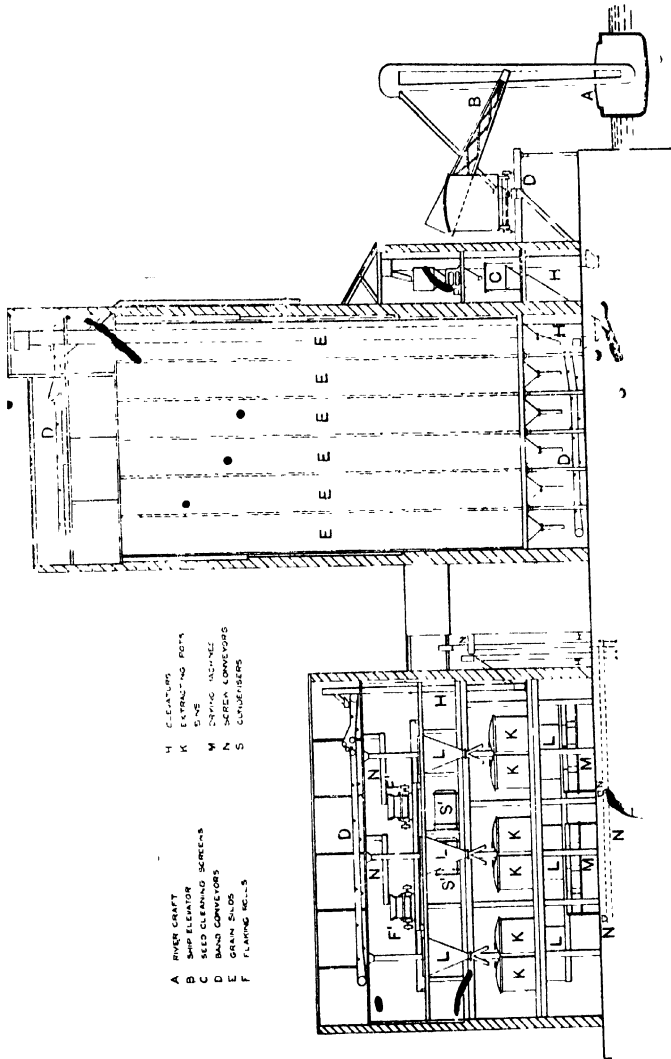 A RIVER CRAFT
B SHIP ELEVATOR
C SEED CLEANING SCREENS
D BAND CONVEYORS
E GRAIN SILOS
F FLAKING ROLLS
H ELEVATORS
K EXTRACTING POTS
BINS
M DRYING MACHINES
N SCREW CONVEYORS
S CONDENSERS
D
E E E E E E
D
H
B
A
D
C
H
D
N N
F' F'
H
L L L
S' S'
K K K K K K
L L L
M M
N N
N